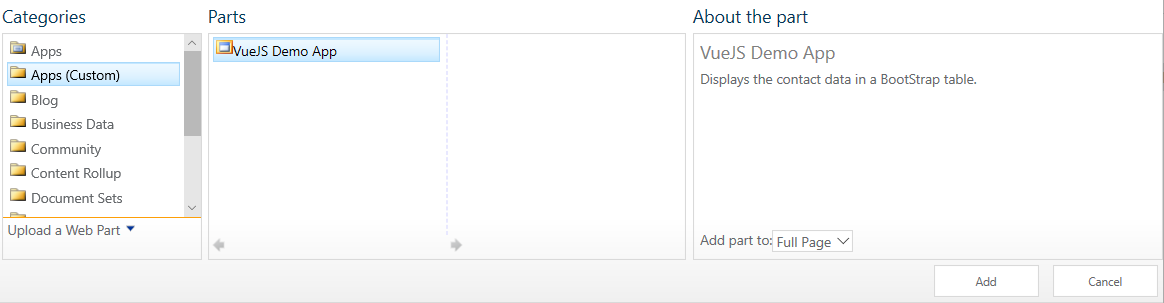 Categories
Apps
Apps (Custom)
Blog
Business Data
Community
Content Rollup
Document Sets
Upload a Web Part
Parts
VueJS Demo App
About the part
VueJS Demo App
Displays the contact data in a BootStrap table.
Add part to: Full Page
Add
Cancel